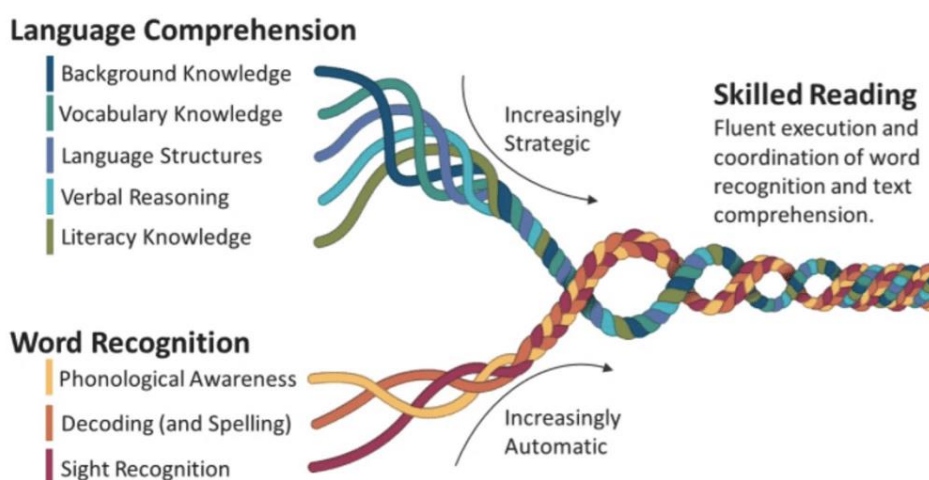 Language Comprehension
Background Knowledge
Vocabulary Knowledge
Language Structures
Verbal Reasoning
Literacy Knowledge
Increasingly
Strategic
Skilled Reading
Fluent execution and
coordination of word
recognition and text
comprehension.
Word Recognition
Phonological Awareness
Decoding (and Spelling)
Sight Recognition
Increasingly
Automatic